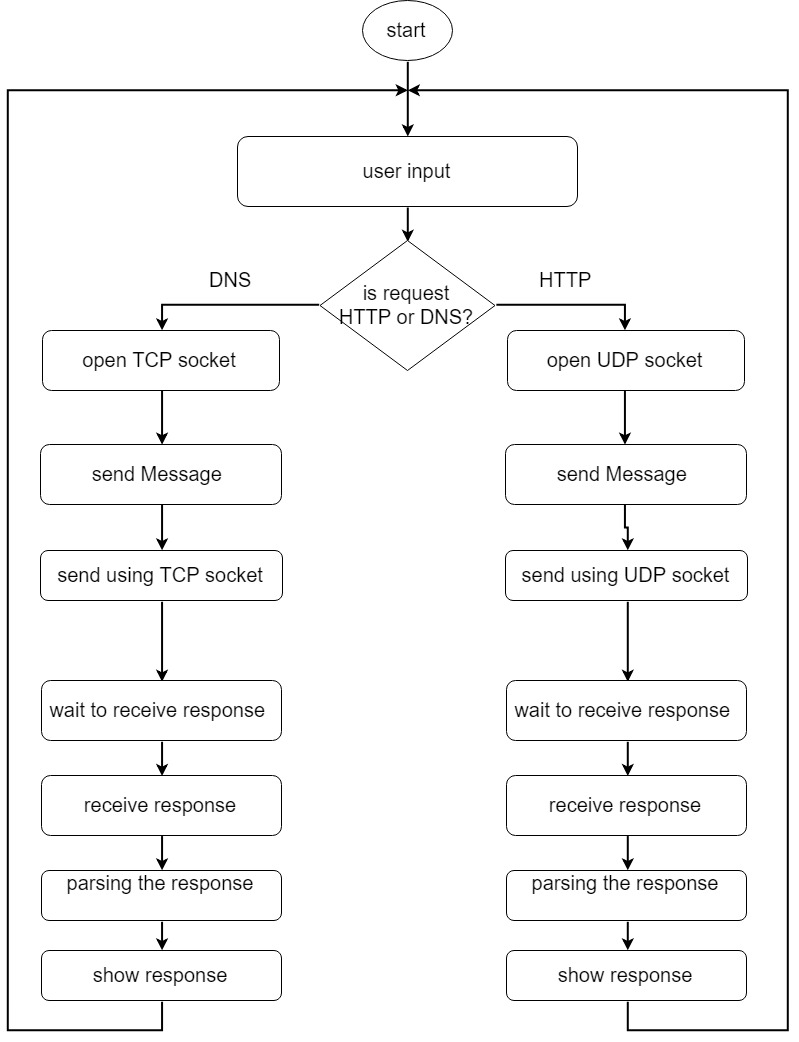 start
user input
DNS
HTTP
is request
HTTP or DNS?
open TCP socket
open UDP socket
send Message
send Message
send using TCP socket
send using UDP socket
wait to receive response
wait to receive response
receive response
receive response
parsing the response
parsing the response
show response
show response